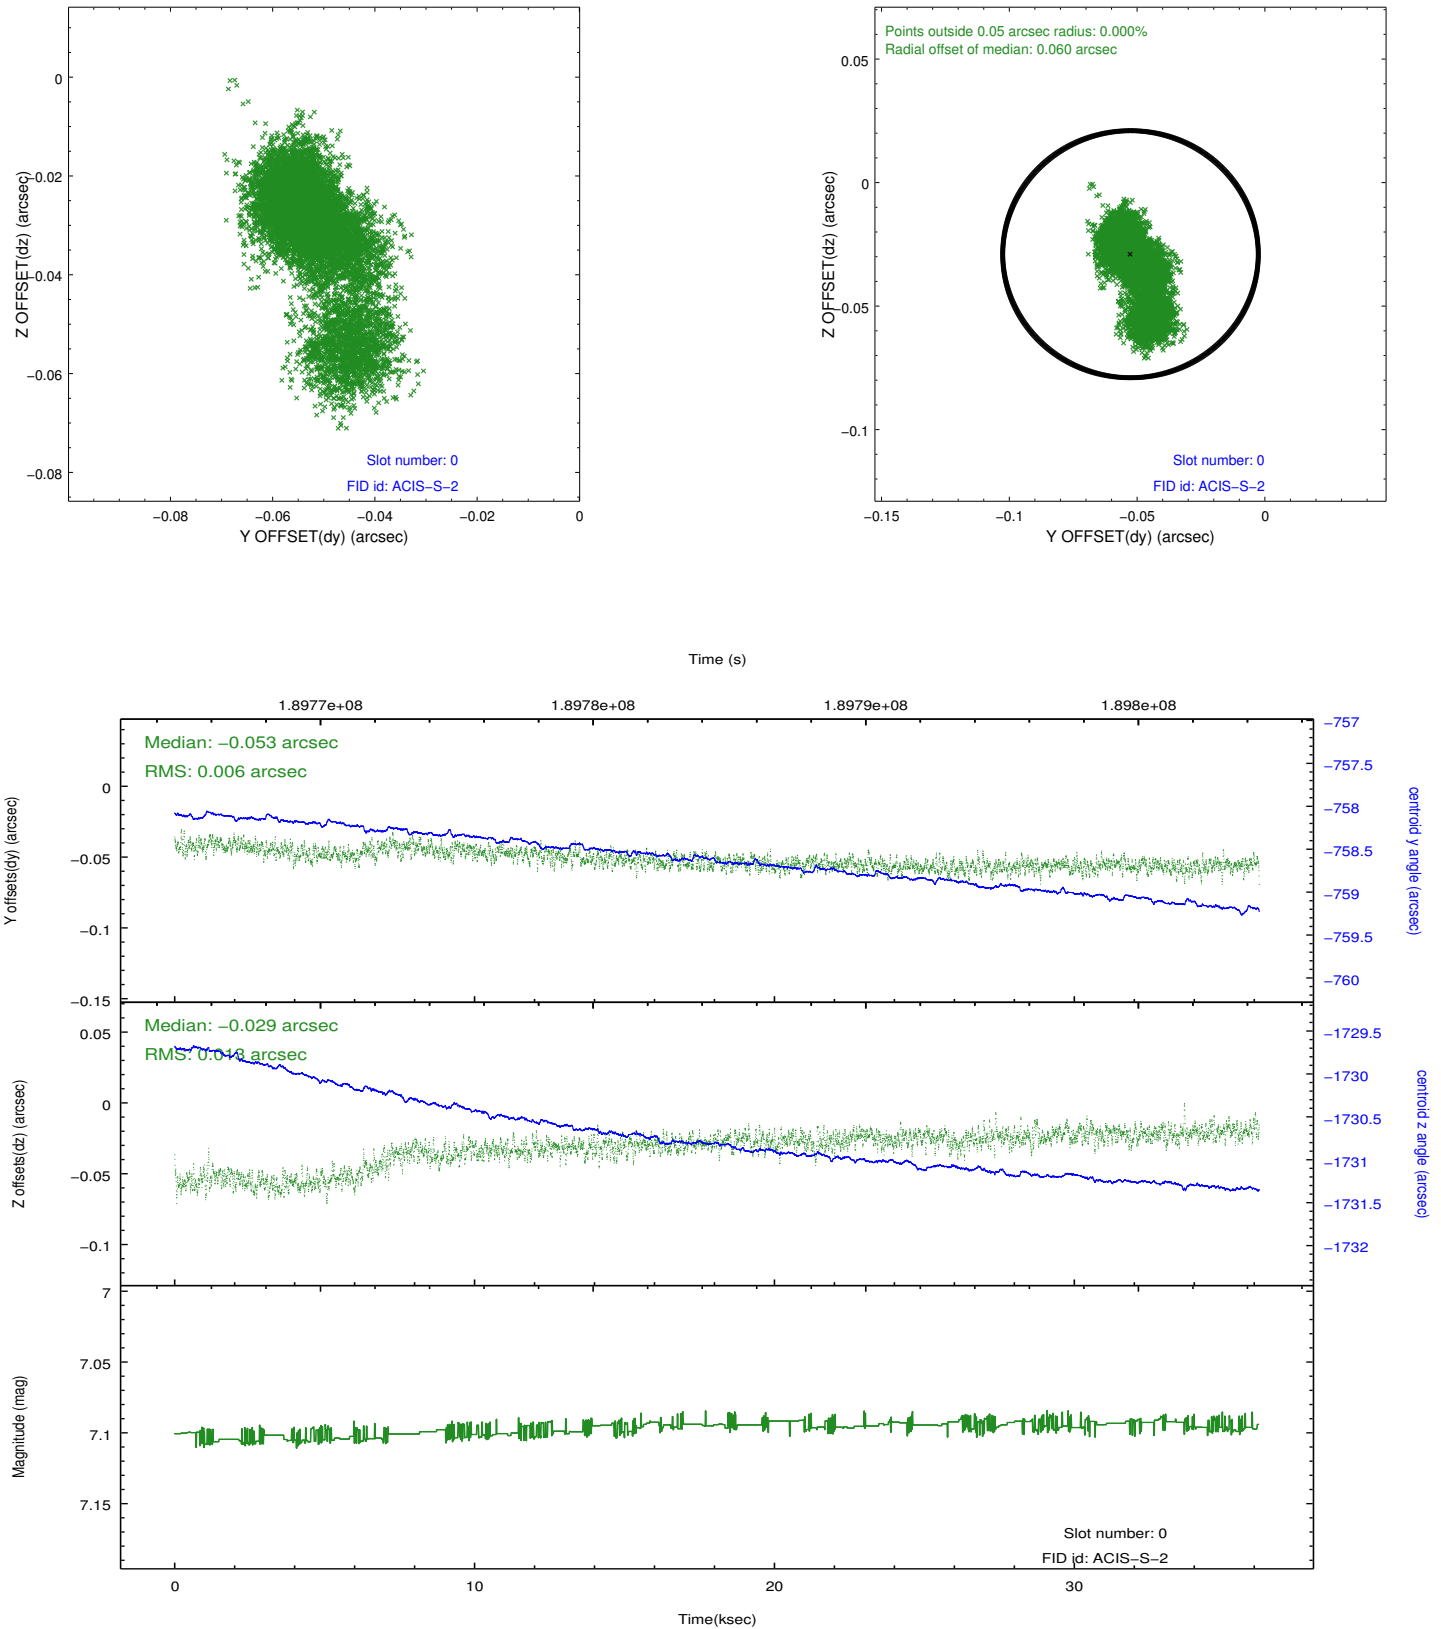 0
−0.02
−0.04
−0.06
−0.08
Z OFFSET(dz) (arcsec)
Slot number: 0
FID id: ACIS−S−2
−0.08
−0.06
−0.04
−0.02
0
Y OFFSET(dy) (arcsec)
Points outside 0.05 arcsec radius: 0.000%
Radial offset of median: 0.060 arcsec
0.05
0
−0.05
−0.1
Z OFFSET(dz) (arcsec)
Slot number: 0
FID id: ACIS−S−2
−0.15
−0.1
−0.05
0
Y OFFSET(dy) (arcsec)
Time (s)
1.8977e+08
1.8978e+08
1.8979e+08
1.898e+08
Median: −0.053 arcsec
RMS: 0.006 arcsec
0
−0.05
−0.1
−0.15
Y offsets(dy) (arcsec)
−757
−757.5
−758
−758.5
−759
−759.5
−760
centroid y angle (arcsec)
Median: −0.029 arcsec
RMS: 0.013 arcsec
0.05
0
−0.05
−0.1
Z offsets(dz) (arcsec)
−1729.5
−1730
−1730.5
−1731
−1731.5
−1732
centroid z angle (arcsec)
7
7.05
7.1
7.15
Magnitude (mag)
Slot number: 0
FID id: ACIS−S−2
0
10
20
30
Time(ksec)